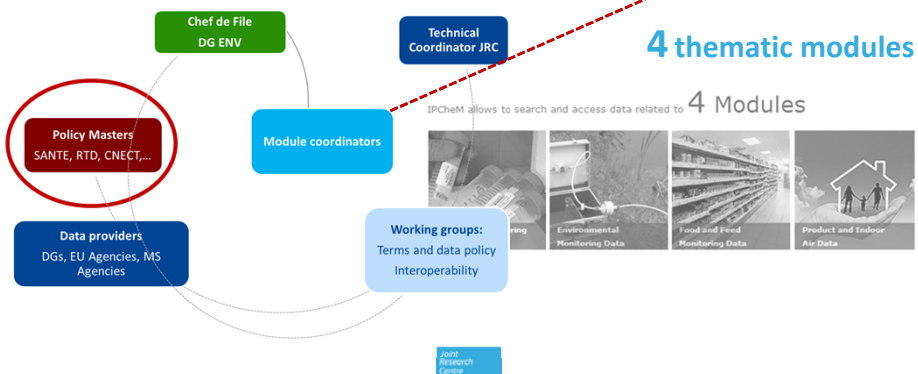 Chef de File
DG ENV
Technical
Coordinator JRC
4 thematic modules
IPCheM allows to search and access data related to 4 Modules
Policy Masters
SANTE, RTD, CNECT,...
Module coordinators
Environmental
Monitoring Data
Food and Feed
Monitoring Data
Product and Indoor
Air Data
Data providers
DGs, EU Agencies, MS
Agencies
Working groups:
Terms and data policy
Interoperability
Joint
Research
Centre